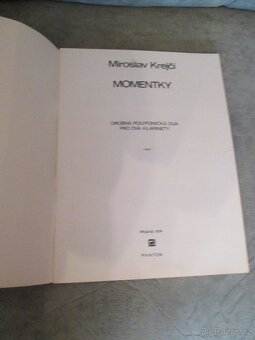 Miroslav Krejčí
MOMENTKY
DROBNÁ POLYFONICKÁ DUA
PRO DVA KLARINETY
PANTON